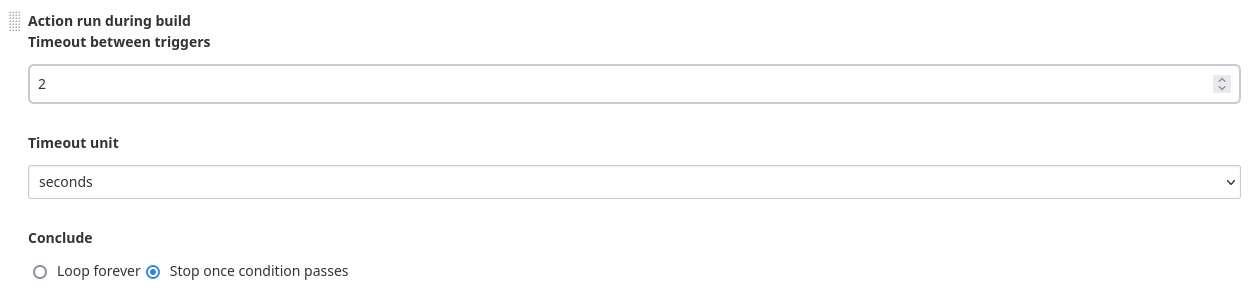 Action run during build
Timeout between triggers
2
Timeout unit
seconds
Conclude
Loop forever Stop once condition passes